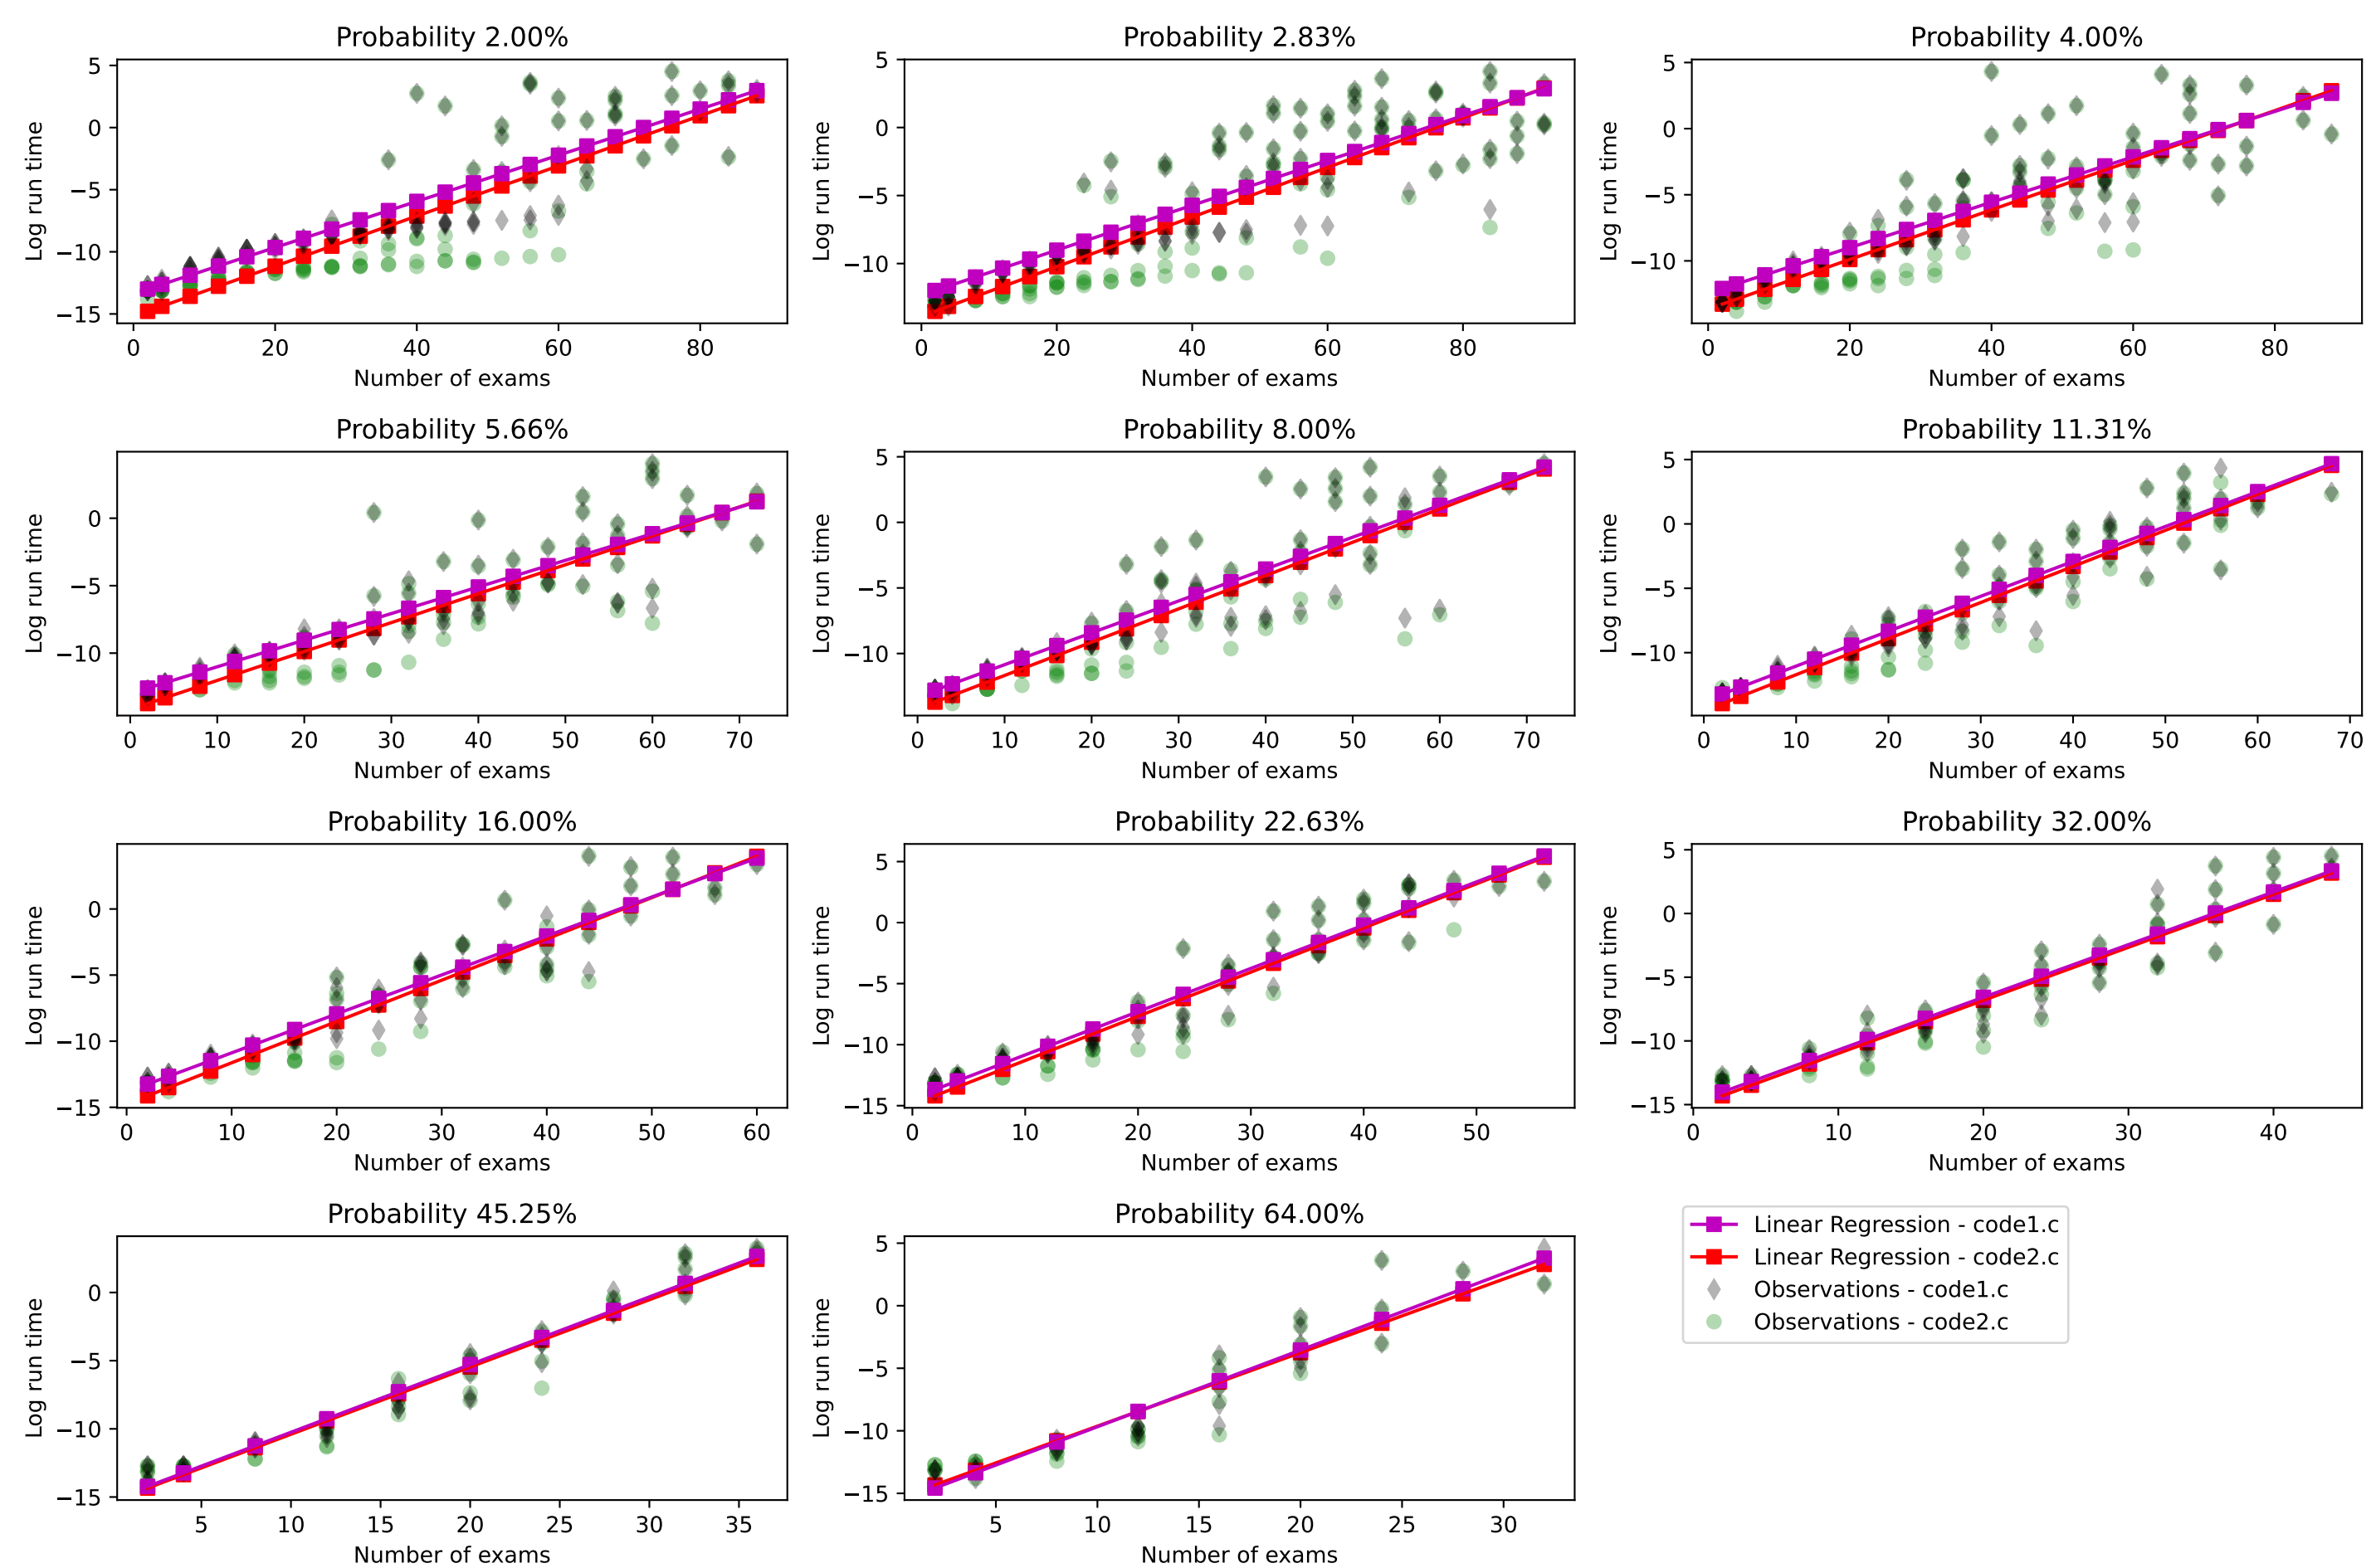 Probability 2.00%
Log run time
5
0
−5
−10
−15
0 20 40 60 80
Number of exams
Probability 2.83%
Log run time
5
0
−5
−10
0 20 40 60 80
Number of exams
Probability 4.00%
Log run time
5
0
−5
−10
0 20 40 60 80
Number of exams
Probability 5.66%
Log run time
0
−5
−10
0 10 20 30 40 50 60 70
Number of exams
Probability 8.00%
Log run time
5
0
−5
−10
0 10 20 30 40 50 60 70
Number of exams
Probability 11.31%
Log run time
5
0
−5
−10
0 10 20 30 40 50 60 70
Number of exams
Probability 16.00%
Log run time
0
−5
−10
−15
0 10 20 30 40 50 60
Number of exams
Probability 22.63%
Log run time
5
0
−5
−10
−15
0 10 20 30 40 50
Number of exams
Probability 32.00%
Log run time
5
0
−5
−10
−15
0 10 20 30 40
Number of exams
Probability 45.25%
Log run time
0
−5
−10
−15
5 10 15 20 25 30 35
Number of exams
Probability 64.00%
Log run time
5
0
−5
−10
−15
5 10 15 20 25 30
Number of exams
Linear Regression - code1.c
Linear Regression - code2.c
Observations - code1.c
Observations - code2.c